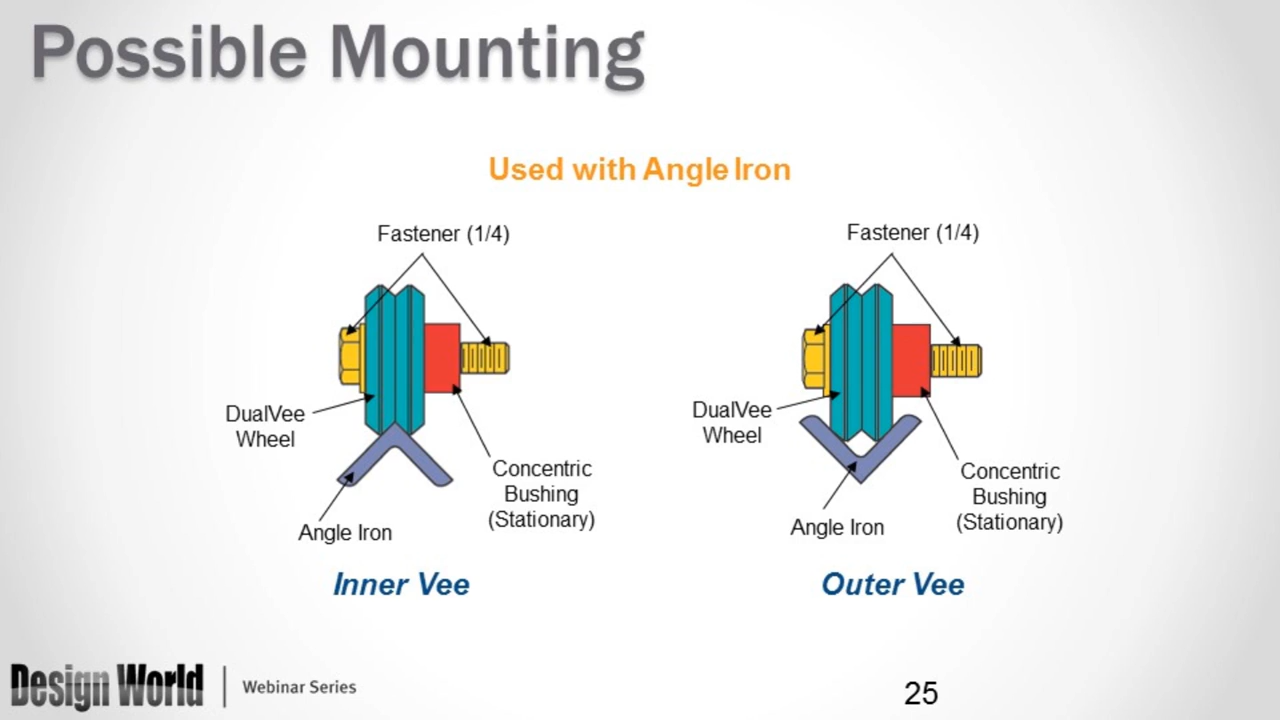 Possible Mounting
Used with Angle Iron
Fastener (1/4)
DualVee
Wheel
Concentric
Bushing
(Stationary)
Angle Iron
Inner Vee
Fastener (1/4)
DualVee
Wheel
Concentric
Bushing
(Stationary)
Angle Iron
Outer Vee
Design World
Webinar Series
25